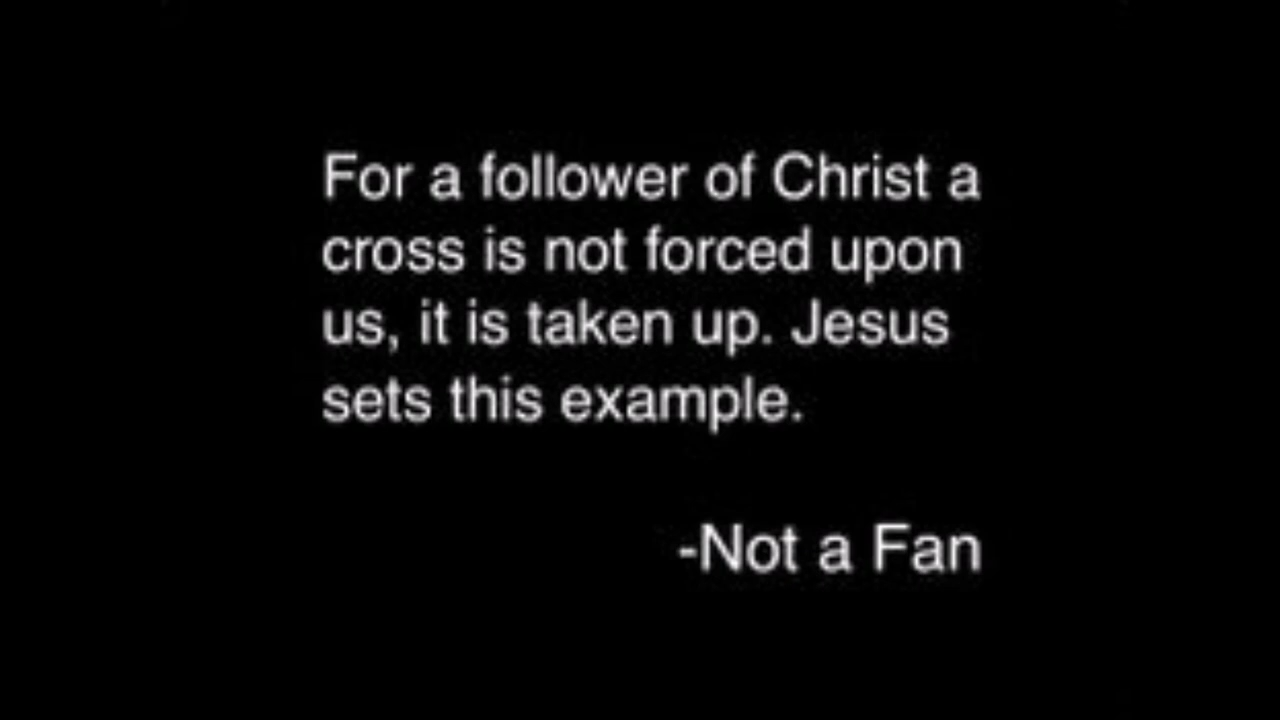 For a follower of Christ a
cross is not forced upon
us, it is taken up. Jesus
sets this example.
-Not a Fan